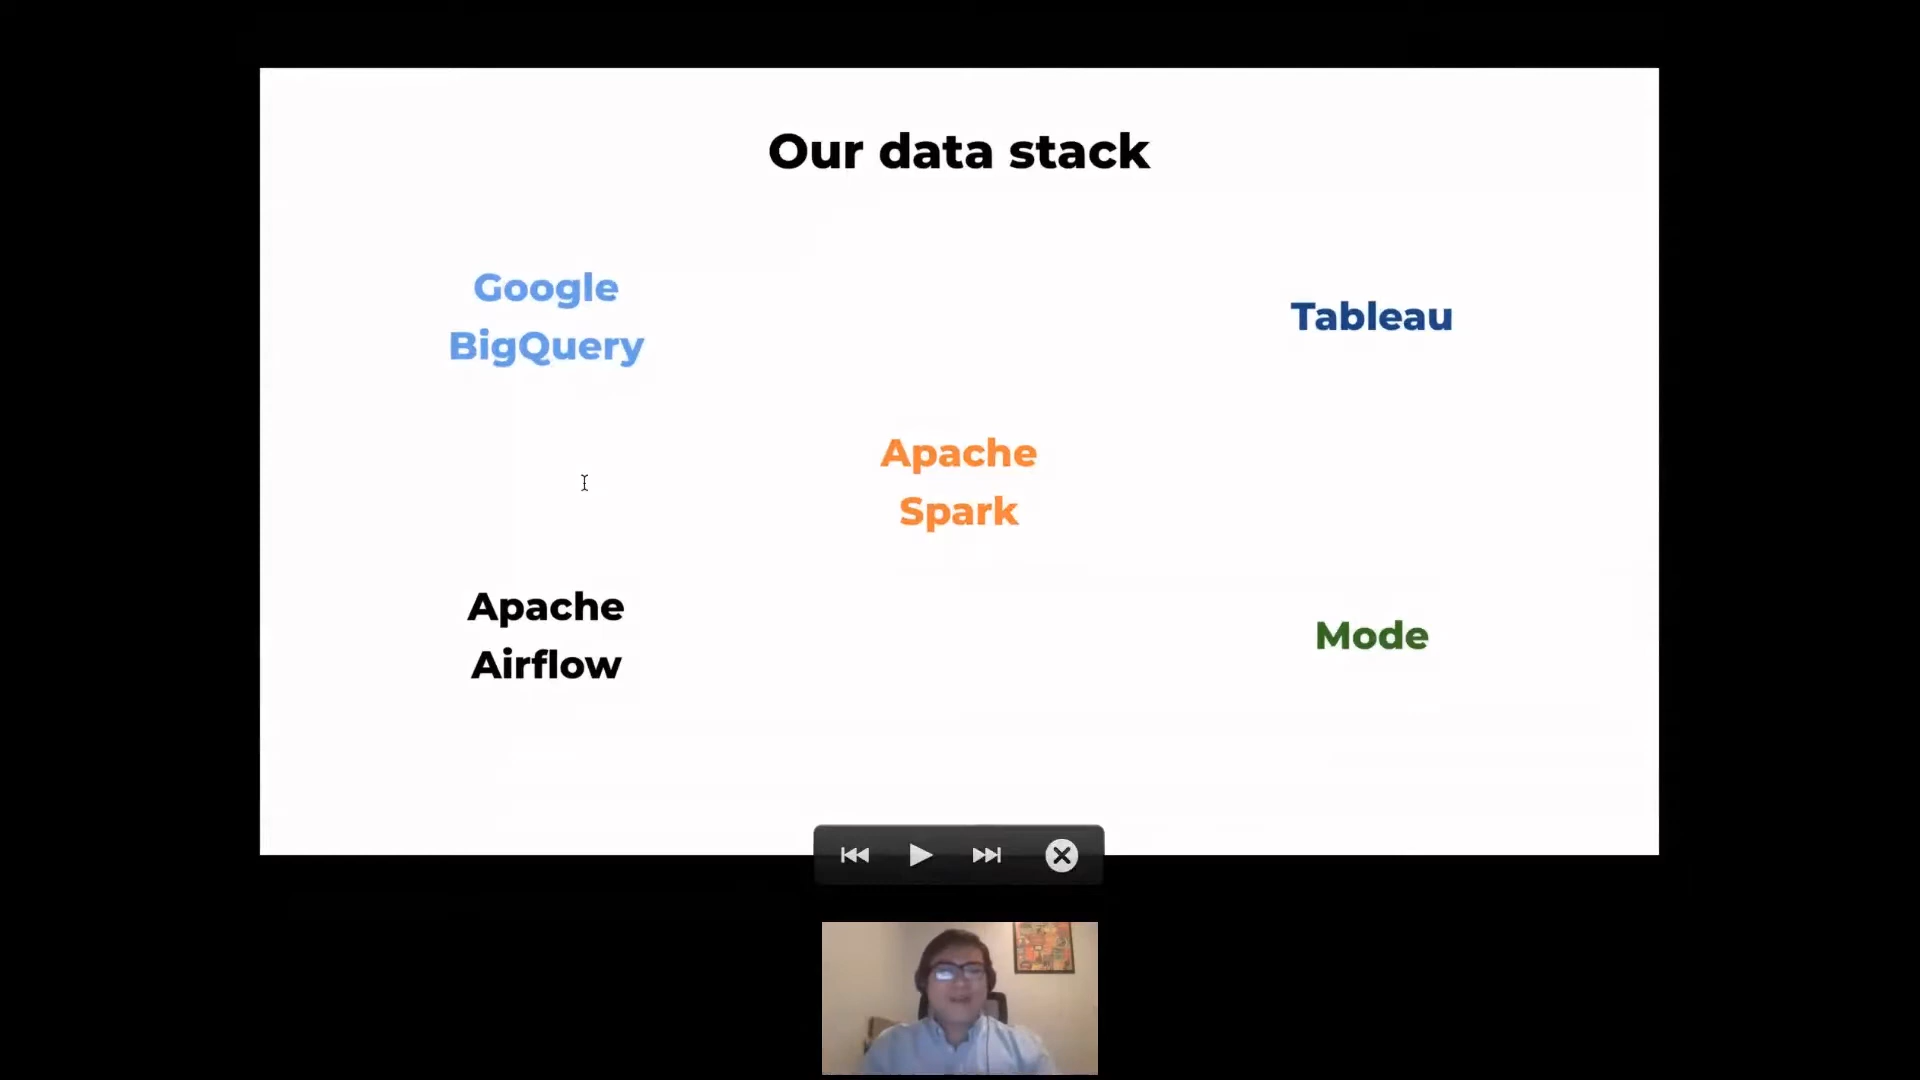 Our data stack
Google
BigQuery
Tableau
Apache
Spark
Apache
Airflow
Mode